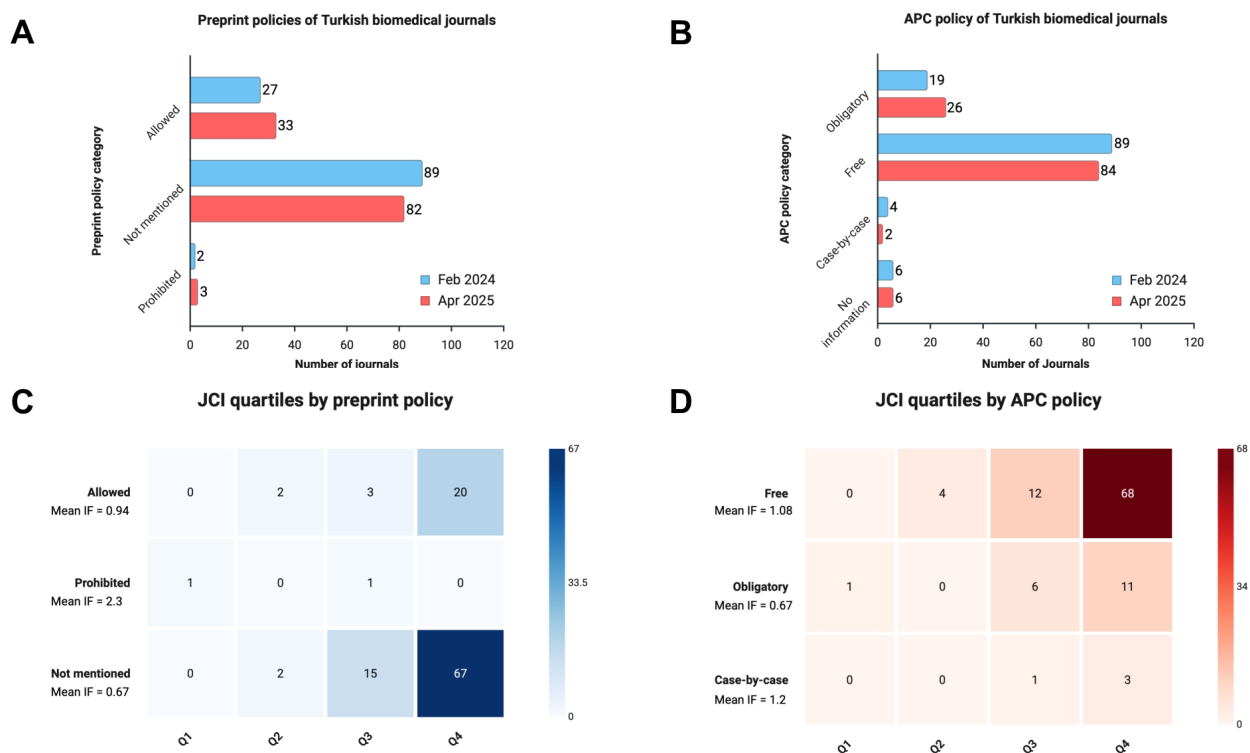 A
Preprint policies of Turkish biomedical journals
Preprint policy category
Allowed
27
33
Not mentioned
89
82
Prohibited
2
3
Feb 2024
Apr 2025
0 20 40 60 80 100 120
Number of journals
B
APC policy of Turkish biomedical journals
APC policy category
Obligatory
19
26
Free
89
84
Case-by-case
4
2
No
information
6
6
Feb 2024
Apr 2025
0 20 40 60 80 100 120
Number of Journals
C
JCI quartiles by preprint policy
Allowed
Mean IF = 0.94
0 2 3 20
Prohibited
Mean IF = 2.3
1 0 1 0
Not mentioned
Mean IF = 0.67
0 2 15 67
Q1 Q2 Q3 Q4
67
33.5
0
D
JCI quartiles by APC policy
Free
Mean IF = 1.08
0 4 12 68
Obligatory
Mean IF = 0.67
1 0 6 11
Case-by-case
Mean IF = 1.2
0 0 1 3
Q1 Q2 Q3 Q4
68
34
0